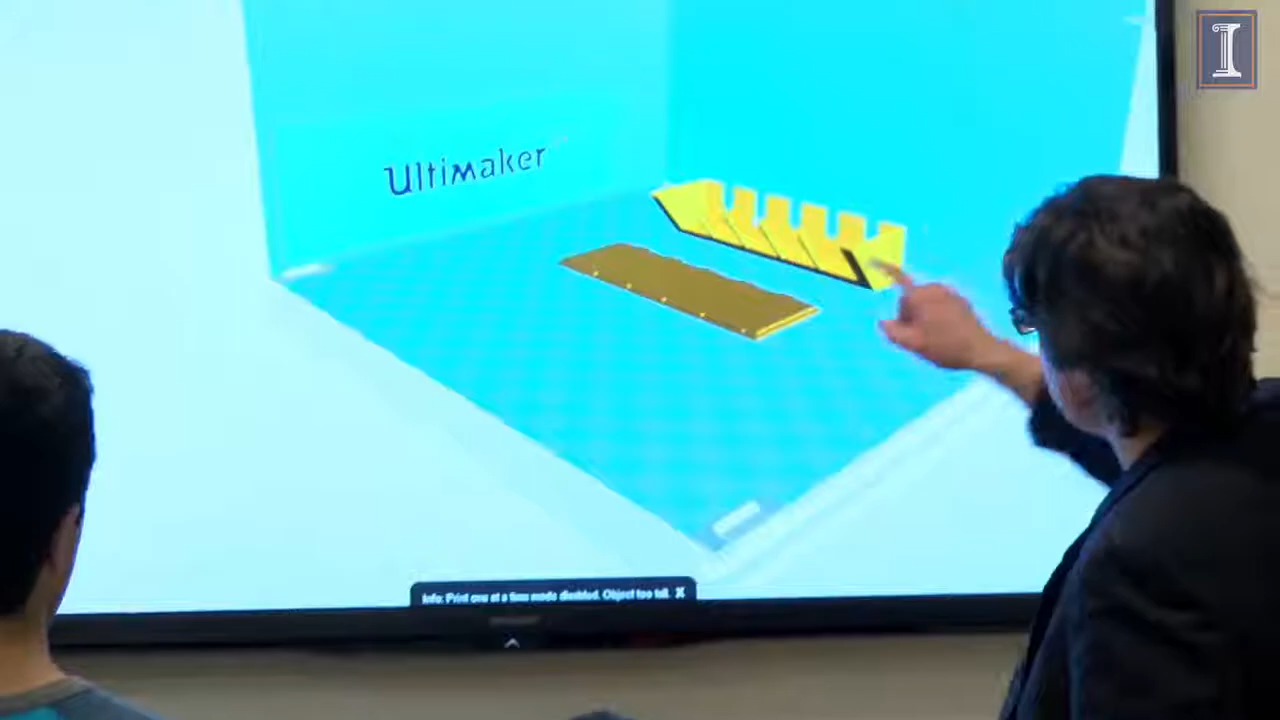 I
Ultimaker
Info: Print one at a time mode disabled. Object too tall. X